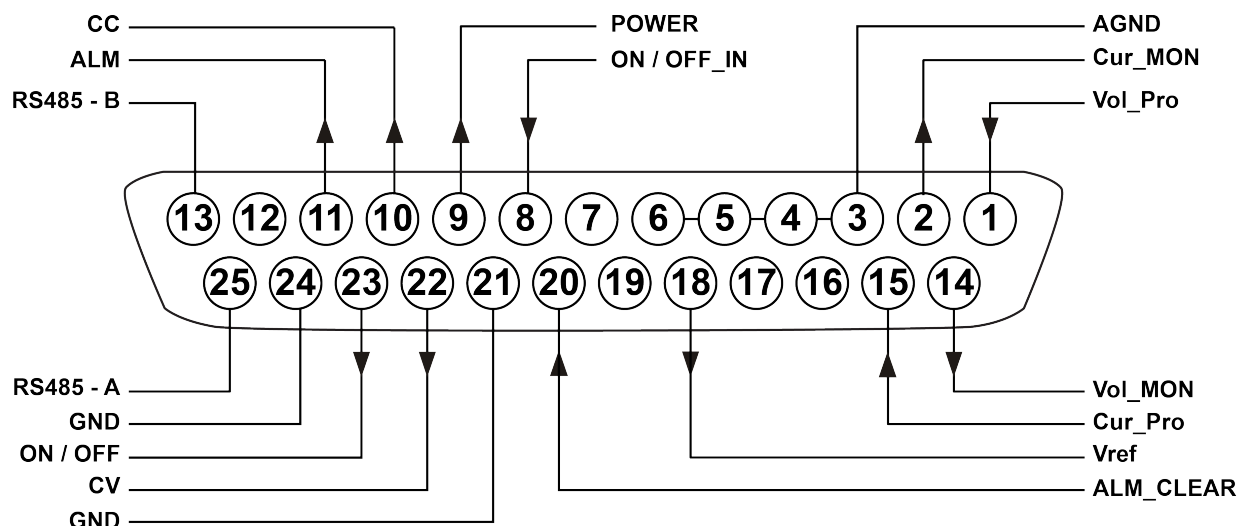 CC
POWER
AGND
ALM
ON / OFF_IN
Cur_MON
RS485 - B
Vol_Pro
13 12 11 10 9 8 7 6 5 4 3 2 1
25 24 23 22 21 20 19 18 17 16 15 14
RS485 - A
Vol_MON
GND
Cur_Pro
ON / OFF
Vref
CV
ALM_CLEAR
GND